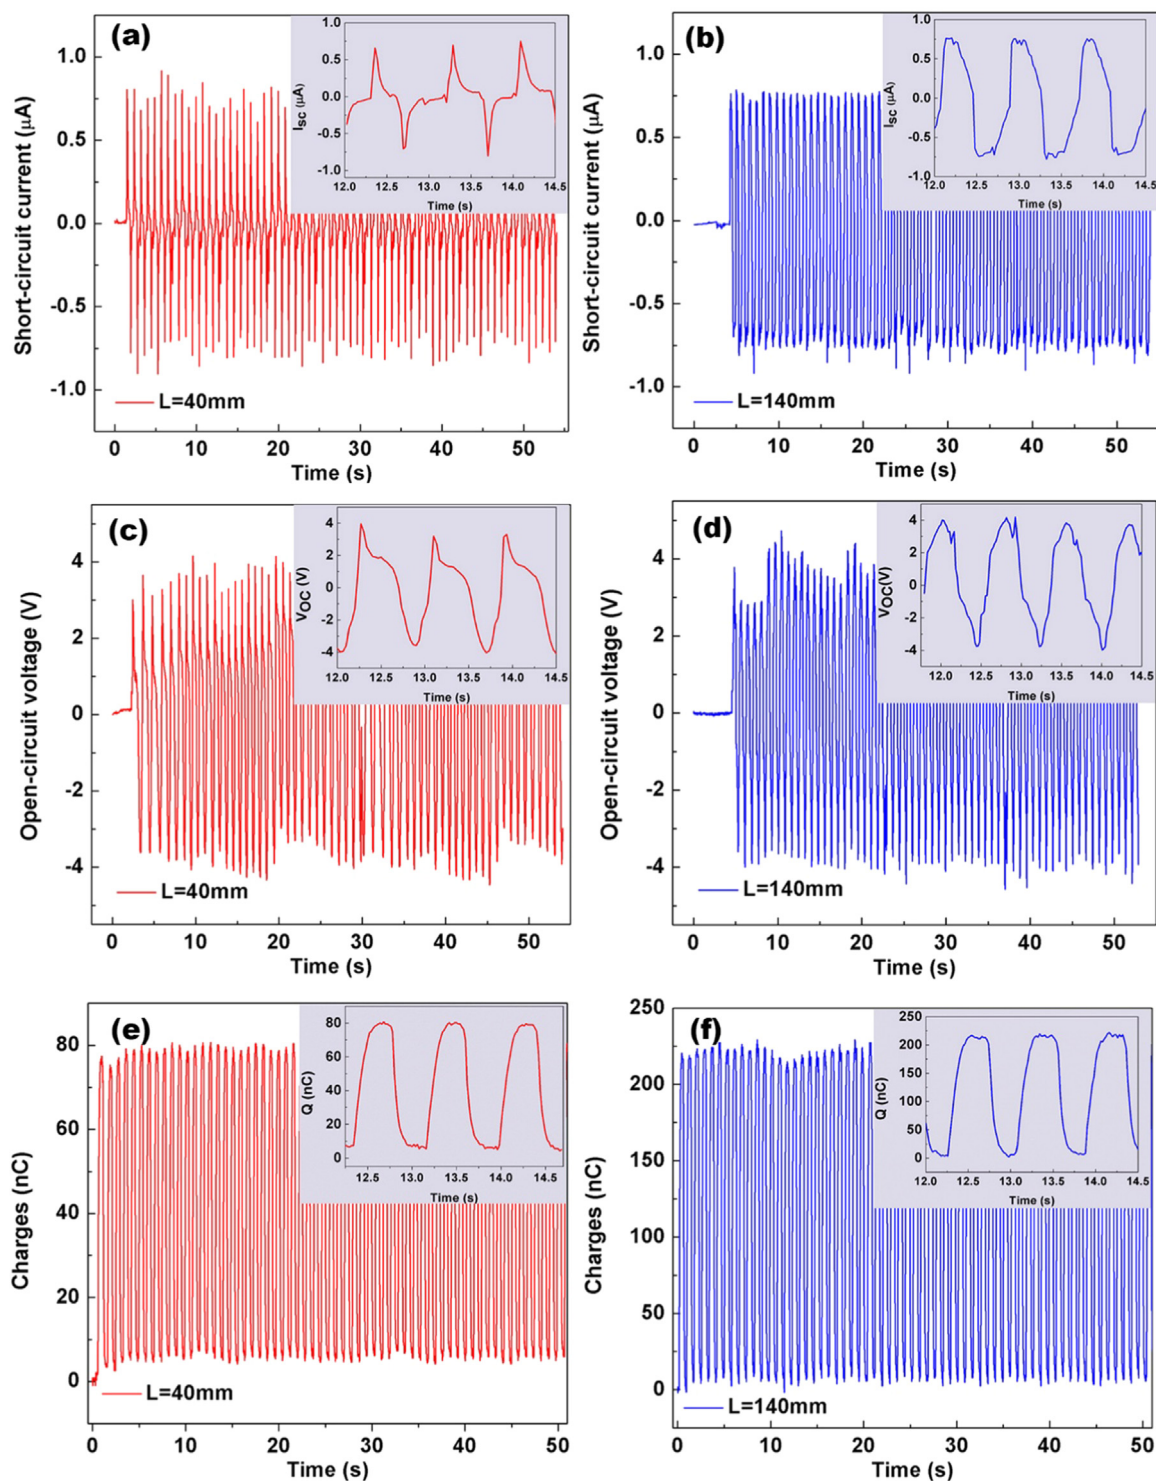 (a)
Short-circuit current (μA)
1.0
0.5
0.0
-0.5
-1.0
0 10 20 30 40 50
Time (s)
L=40mm
I_SC (μA)
1.0
0.5
0.0
-0.5
-1.0
12.0 12.5 13.0 13.5 14.0 14.5
Time (s)
(b)
Short-circuit current (μA)
1.0
0.5
0.0
-0.5
-1.0
0 10 20 30 40 50
Time (s)
L=140mm
I_SC (μA)
1.0
0.5
0.0
-0.5
-1.0
12.0 12.5 13.0 13.5 14.0 14.5
Time (s)
(c)
Open-circuit voltage (V)
4
2
0
-2
-4
0 10 20 30 40 50
Time (s)
L=40mm
V_OC (V)
4
2
0
-2
-4
12.0 12.5 13.0 13.5 14.0 14.5
Time (s)
(d)
Open-circuit voltage (V)
4
2
0
-2
-4
0 10 20 30 40 50
Time (s)
L=140mm
V_OC(V)
4
2
0
-2
-4
12.0 12.5 13.0 13.5 14.0 14.5
Time (s)
(e)
Charges (nC)
80
60
40
20
0
0 10 20 30 40 50
Time (s)
L=40mm
Q (nC)
80
60
40
20
0
12.5 13.0 13.5 14.0 14.5
Time (s)
(f)
Charges (nC)
250
200
150
100
50
0
0 10 20 30 40 50
Time (s)
L=140mm
Q (nC)
250
200
150
100
50
0
12.0 12.5 13.0 13.5 14.0 14.5
Time (s)